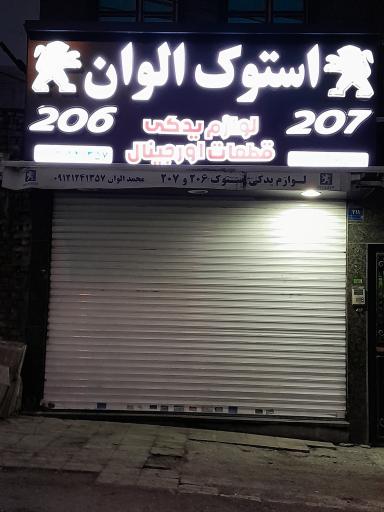 استوک الوان
206
207
لوازم یدکی
قطعات اورجینال
لوازم یدکی استوک ۲۰۶ و ۲۰۷
محمد الوان ۰۹۱۲۱۲۴۱۳۵۷